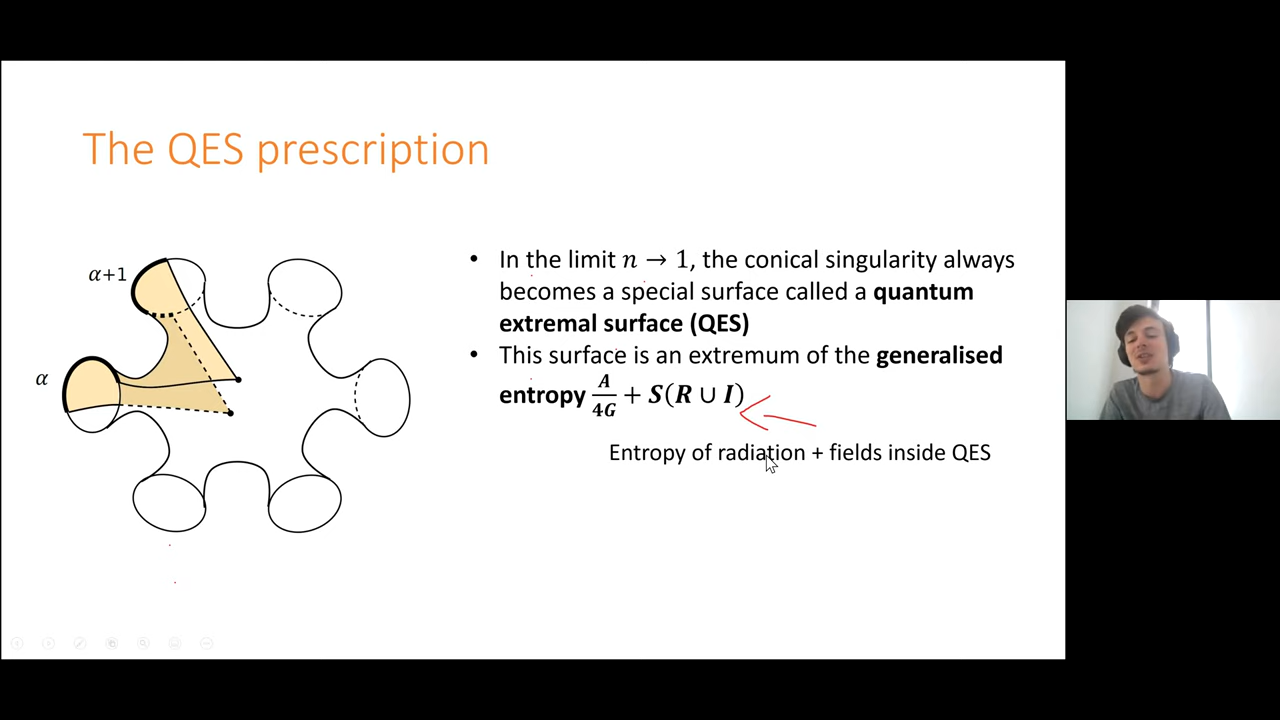 The QES prescription
α+1
α
• In the limit n → 1, the conical singularity always
becomes a special surface called a quantum
extremal surface (QES)
• This surface is an extremum of the generalised
entropy A/4G + S(R ∪ I)
Entropy of radiation + fields inside QES